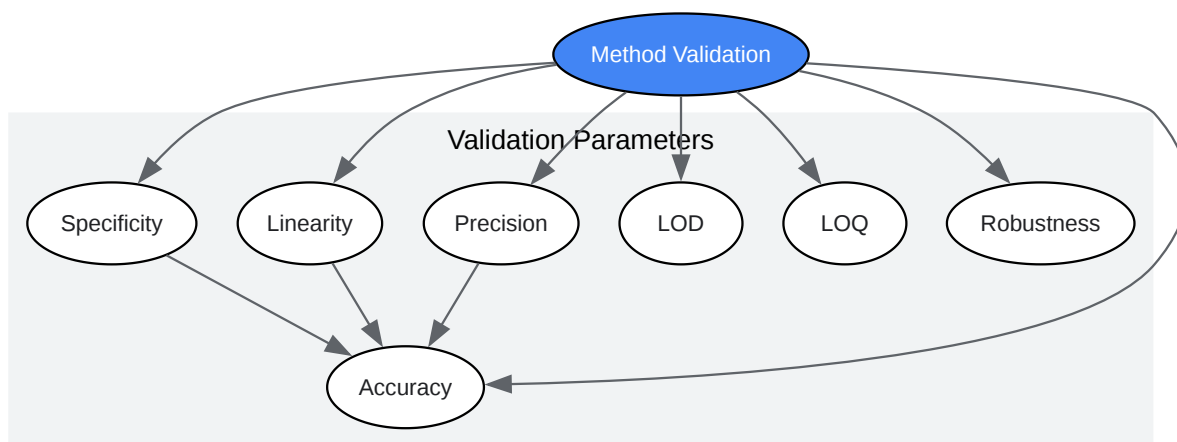 Method Validation
Validation Parameters
Specificity
Linearity
Precision
LOD
LOQ
Robustness
Accuracy